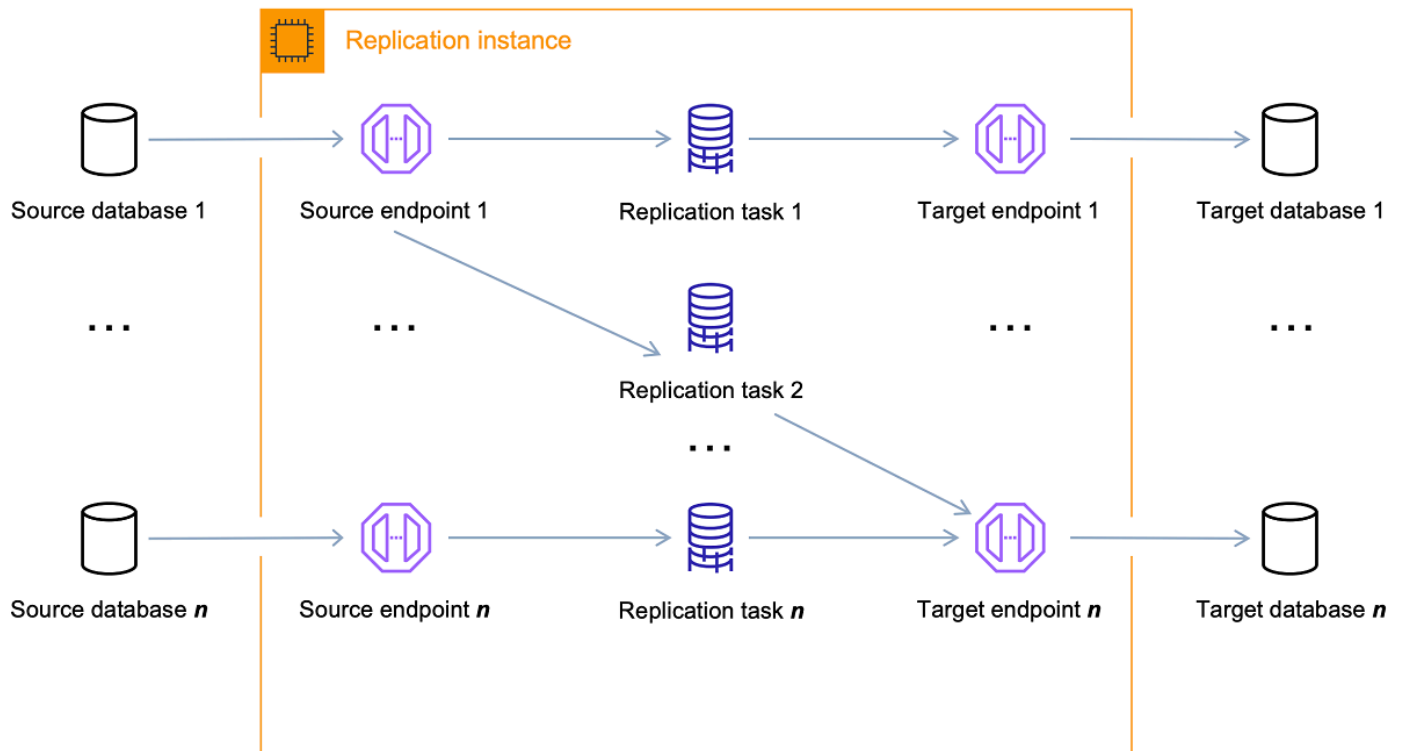 Replication instance
Source database 1
Source endpoint 1
Replication task 1
Target endpoint 1
Target database 1
...
...
...
...
Replication task 2
...
Source database n
Source endpoint n
Replication task n
Target endpoint n
Target database n